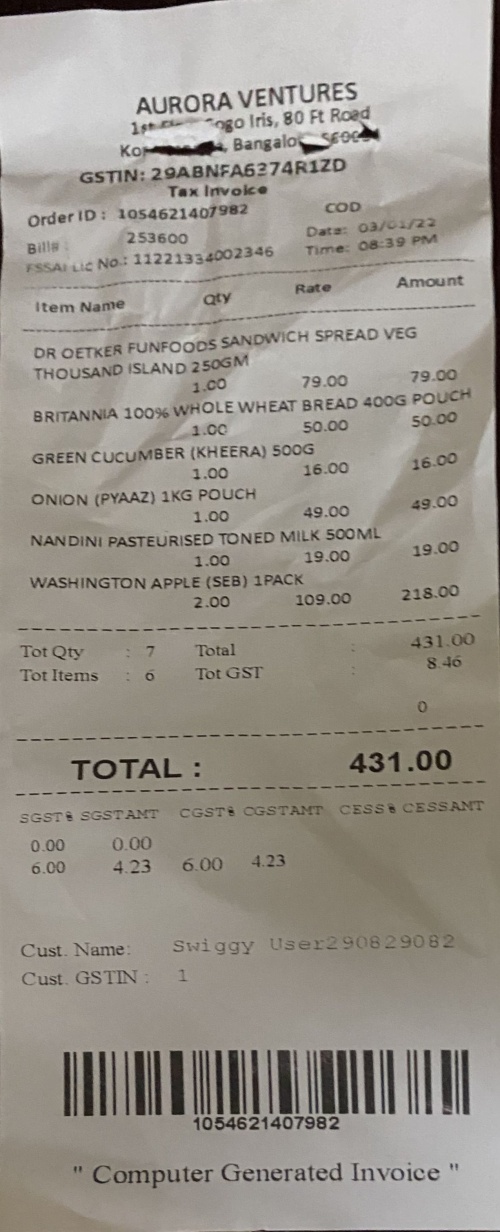 AURORA VENTURES
1st ogo Iris, 80 Ft Road
Bangalo
GSTIN: 29ABNFA6274R1ZD
Tax Invoice
Order ID : 1054621407982 COD
Bill# : 253600 Date: 03/01/22
FSSAI Lic No.: 11221334002346 Time: 08:39 PM
Item Name Qty Rate Amount
DR OETKER FUNFOODS SANDWICH SPREAD VEG
THOUSAND ISLAND 250GM
1.00 79.00 79.00
BRITANNIA 100% WHOLE WHEAT BREAD 400G POUCH
1.00 50.00 50.00
GREEN CUCUMBER (KHEERA) 500G
1.00 16.00 16.00
ONION (PYAAZ) 1KG POUCH
1.00 49.00 49.00
NANDINI PASTEURISED TONED MILK 500ML
1.00 19.00 19.00
WASHINGTON APPLE (SEB) 1PACK
2.00 109.00 218.00
Tot Qty : 7 Total : 431.00
Tot Items : 6 Tot GST : 8.46
0
TOTAL : 431.00
SGST% SGSTAMT CGST% CGSTAMT CESS% CESSAMT
0.00 0.00
6.00 4.23 6.00 4.23
Cust. Name: Swiggy User290829082
Cust. GSTIN : 1
1054621407982
" Computer Generated Invoice "